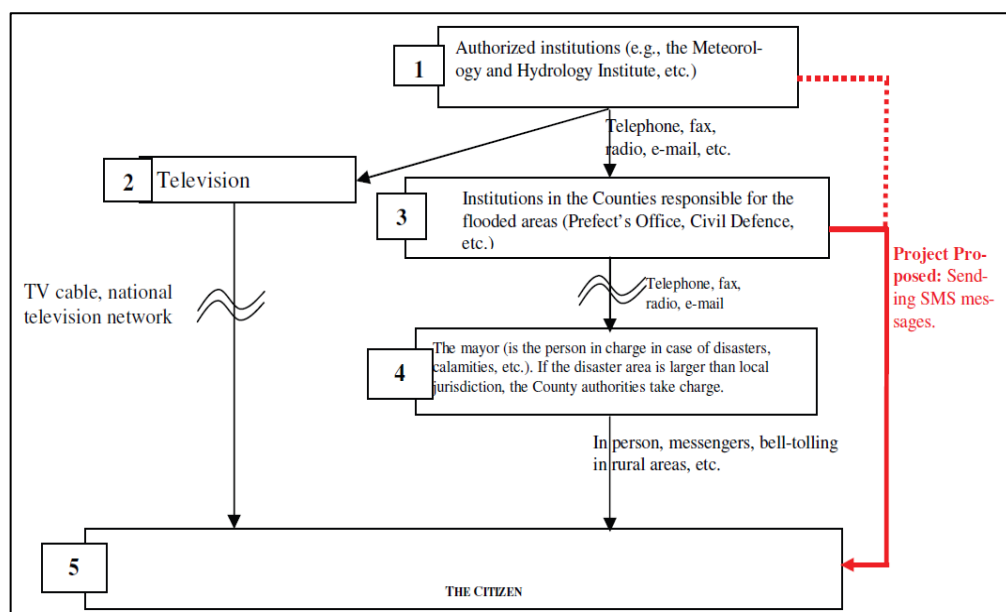 1
Authorized institutions (e.g., the Meteorol-
ogy and Hydrology Institute, etc.)
Telephone, fax,
radio, e-mail, etc.
2
Television
3
Institutions in the Counties responsible for the
flooded areas (Prefect's Office, Civil Defence,
etc.)
Project Pro-
posed: Send-
ing SMS mes-
sages.
TV cable, national
television network
Telephone, fax,
radio, e-mail
4
The mayor (is the person in charge in case of disasters,
calamities, etc.). If the disaster area is larger than local
jurisdiction, the County authorities take charge.
In person, messengers, bell-tolling
in rural areas, etc.
5
THE CITIZEN